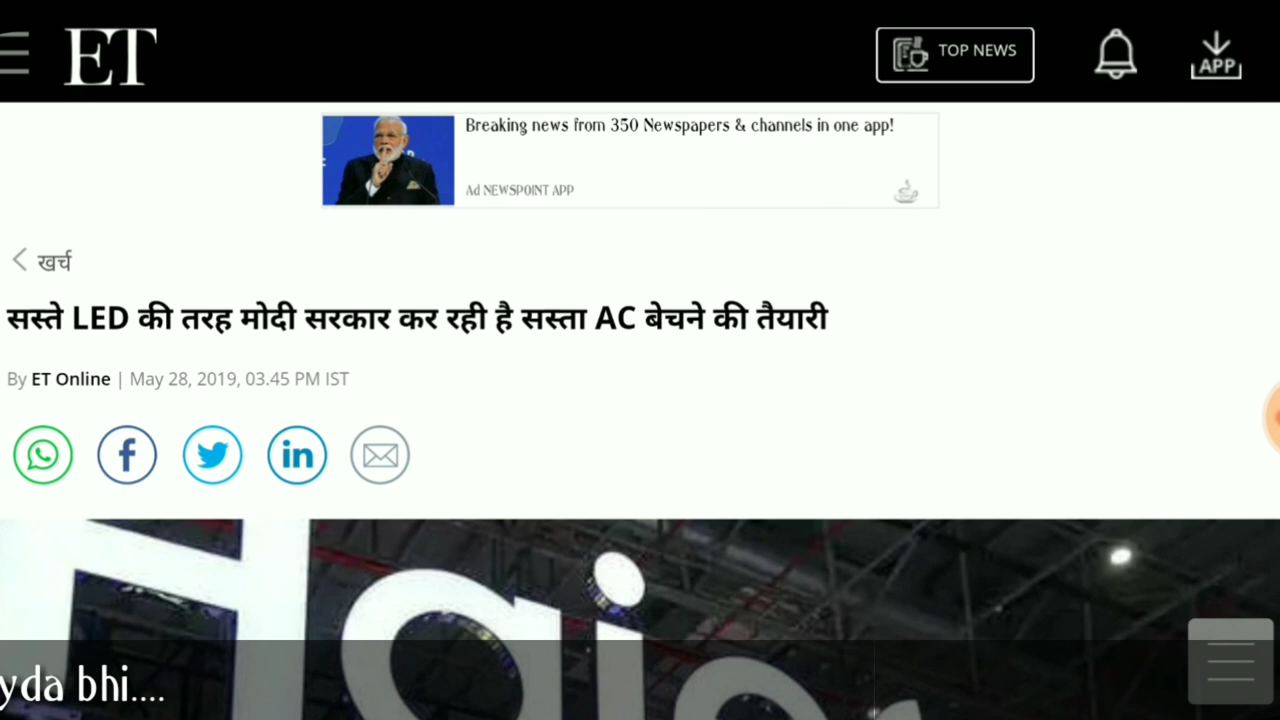 ET
TOP NEWS
APP
Breaking news from 350 Newspapers & channels in one app!
Ad NEWSPOINT APP
खर्च
सस्ते LED की तरह मोदी सरकार कर रही है सस्ता AC बेचने की तैयारी
By ET Online | May 28, 2019, 03.45 PM IST
Haier
yda bhi....